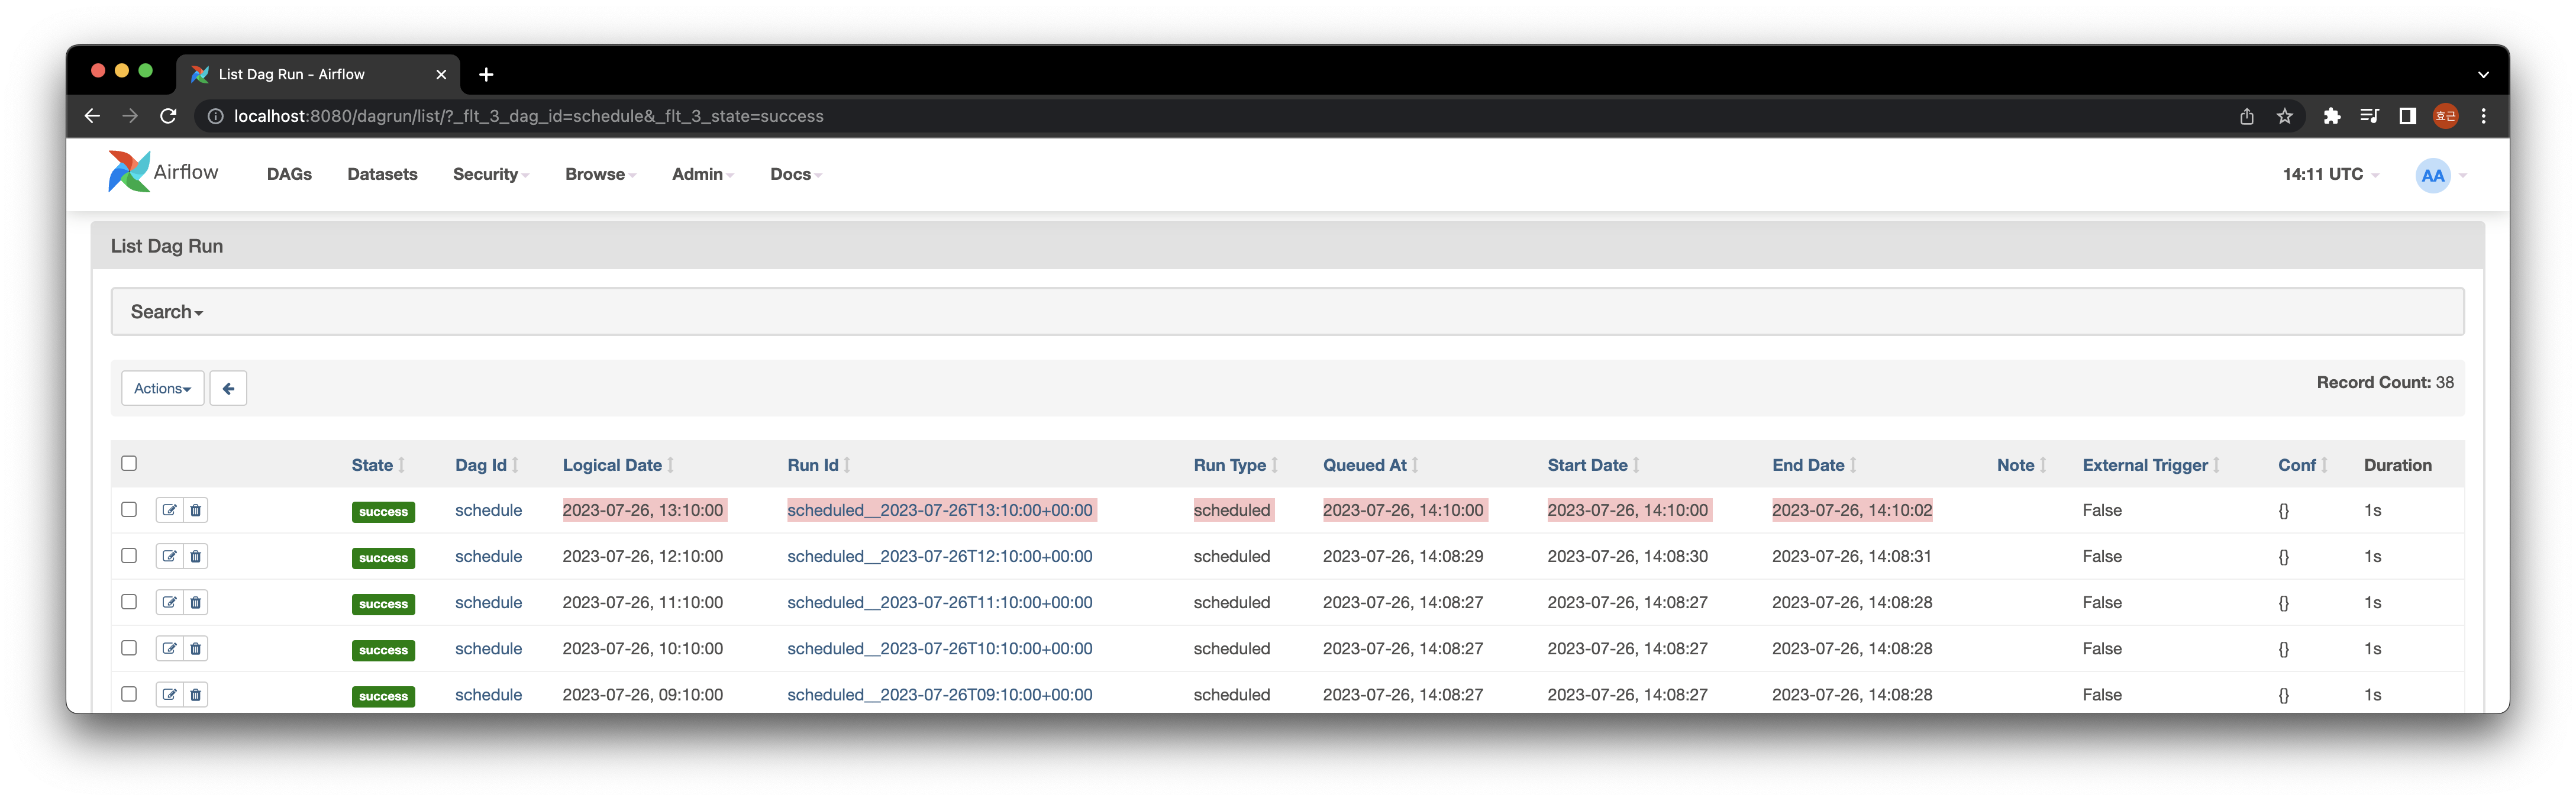 List Dag Run - Airflow
localhost:8080/dagrun/list/?_flt_3_dag_id=schedule&_flt_3_state=success
효근
Airflow DAGs Datasets Security Browse Admin Docs 14:11 UTC AA
List Dag Run
Search
Actions Record Count: 38
State Dag Id Logical Date Run Id Run Type Queued At Start Date End Date Note External Trigger Conf Duration
success schedule 2023-07-26, 13:10:00 scheduled__2023-07-26T13:10:00+00:00 scheduled 2023-07-26, 14:10:00 2023-07-26, 14:10:00 2023-07-26, 14:10:02 False {} 1s
success schedule 2023-07-26, 12:10:00 scheduled__2023-07-26T12:10:00+00:00 scheduled 2023-07-26, 14:08:29 2023-07-26, 14:08:30 2023-07-26, 14:08:31 False {} 1s
success schedule 2023-07-26, 11:10:00 scheduled__2023-07-26T11:10:00+00:00 scheduled 2023-07-26, 14:08:27 2023-07-26, 14:08:27 2023-07-26, 14:08:28 False {} 1s
success schedule 2023-07-26, 10:10:00 scheduled__2023-07-26T10:10:00+00:00 scheduled 2023-07-26, 14:08:27 2023-07-26, 14:08:27 2023-07-26, 14:08:28 False {} 1s
success schedule 2023-07-26, 09:10:00 scheduled__2023-07-26T09:10:00+00:00 scheduled 2023-07-26, 14:08:27 2023-07-26, 14:08:27 2023-07-26, 14:08:28 False {} 1s